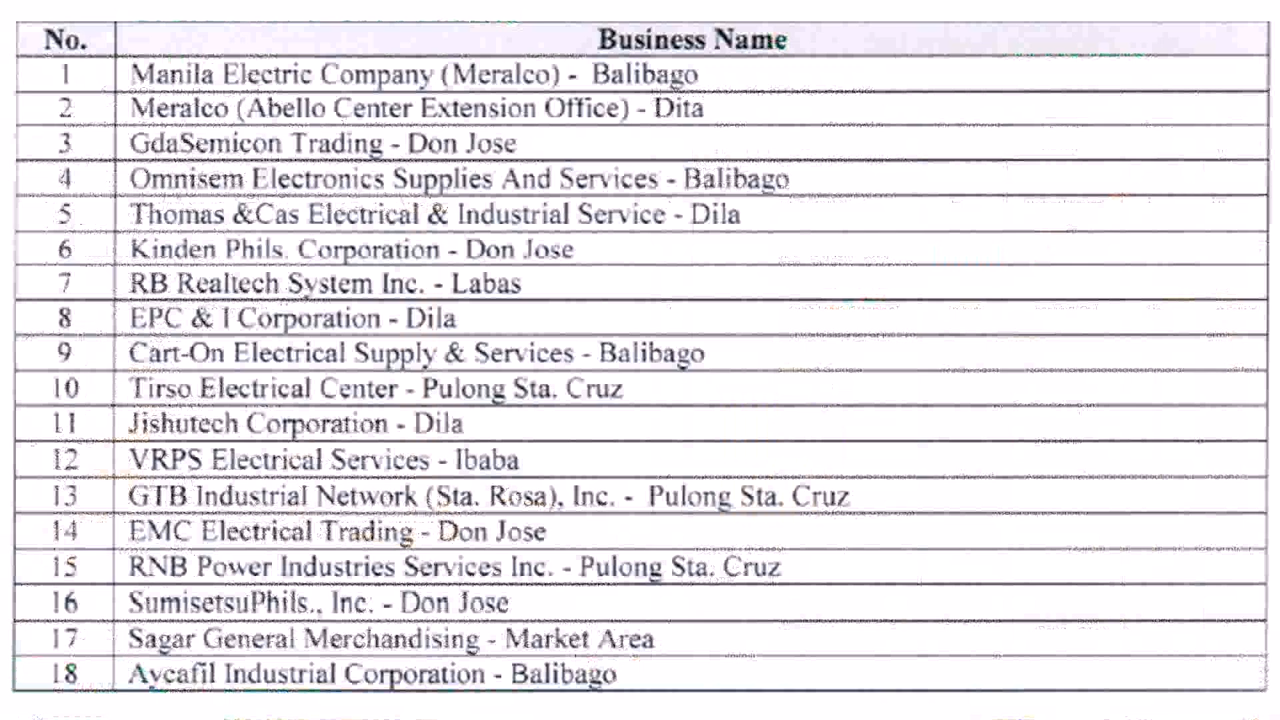 No. Business Name
1 Manila Electric Company (Meralco) - Balibago
2 Meralco (Abello Center Extension Office) - Dita
3 GdaSemicon Trading - Don Jose
4 Omnisem Electronics Supplies And Services - Balibago
5 Thomas &Cas Electrical & Industrial Service - Dila
6 Kinden Phils. Corporation - Don Jose
7 RB Realtech System Inc. - Labas
8 EPC & I Corporation - Dila
9 Cart-On Electrical Supply & Services - Balibago
10 Tirso Electrical Center - Pulong Sta. Cruz
11 Jishutech Corporation - Dila
12 VRPS Electrical Services - Ibaba
13 GTB Industrial Network (Sta. Rosa), Inc. - Pulong Sta. Cruz
14 EMC Electrical Trading - Don Jose
15 RNB Power Industries Services Inc. - Pulong Sta. Cruz
16 SumisetsuPhils., Inc. - Don Jose
17 Sagar General Merchandising - Market Area
18 Aycafil Industrial Corporation - Balibago